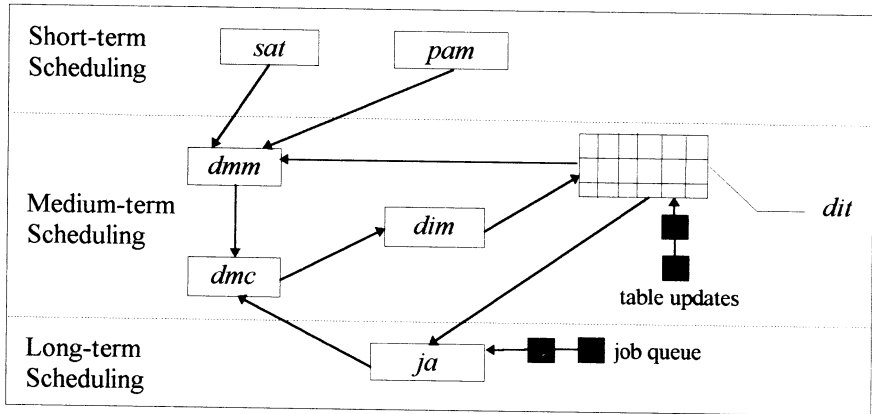 Short-term
Scheduling
sat
pam
dmm
Medium-term
Scheduling
dim
dit
dmc
table updates
Long-term
Scheduling
ja
job queue